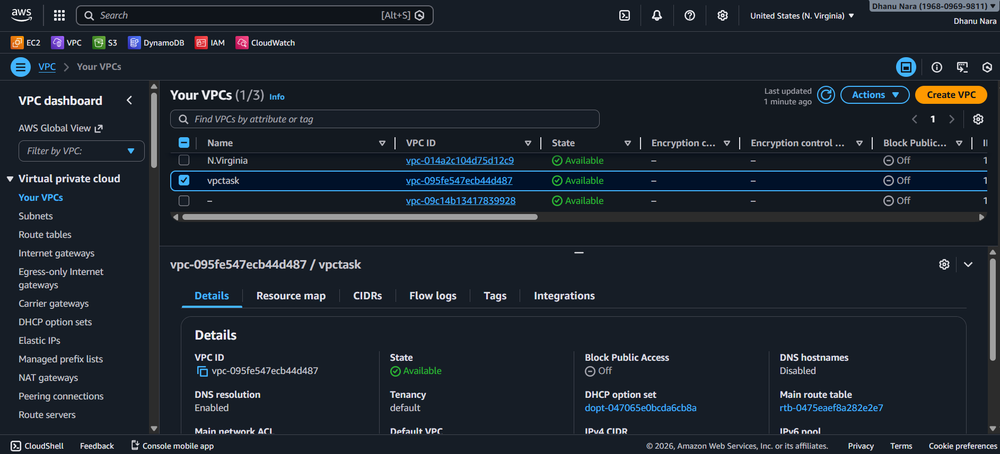 aws
Search [Alt+S]
United States (N. Virginia)
Dhanu Nara (1968-0969-9811)
Dhanu Nara
EC2 VPC S3 DynamoDB IAM CloudWatch
VPC Your VPCs
VPC dashboard
AWS Global View
Filter by VPC:
Virtual private cloud
Your VPCs
Subnets
Route tables
Internet gateways
Egress-only Internet
gateways
Carrier gateways
DHCP option sets
Elastic IPs
Managed prefix lists
NAT gateways
Peering connections
Route servers
Your VPCs (1/3) Info
Last updated
1 minute ago
Actions
Create VPC
Find VPCs by attribute or tag
1
Name VPC ID State Encryption c... Encryption control ... Block Public...
N.Virginia vpc-014a2c104d75d12c9 Available – – Off 1
vpctask vpc-095fe547ecb44d487 Available – – Off 1
– vpc-09c14b13417839928 Available – – Off 1
vpc-095fe547ecb44d487 / vpctask
Details Resource map CIDRs Flow logs Tags Integrations
Details
VPC ID
vpc-095fe547ecb44d487
State
Available
Block Public Access
Off
DNS hostnames
Disabled
DNS resolution
Enabled
Tenancy
default
DHCP option set
dopt-047065e0bcda6cb8a
Main route table
rtb-0475eaef8a282e2e7
Main network ACL
Default VPC
IPv4 CIDR
IPv6 pool
CloudShell Feedback Console mobile app
© 2026, Amazon Web Services, Inc. or its affiliates. Privacy Terms Cookie preferences